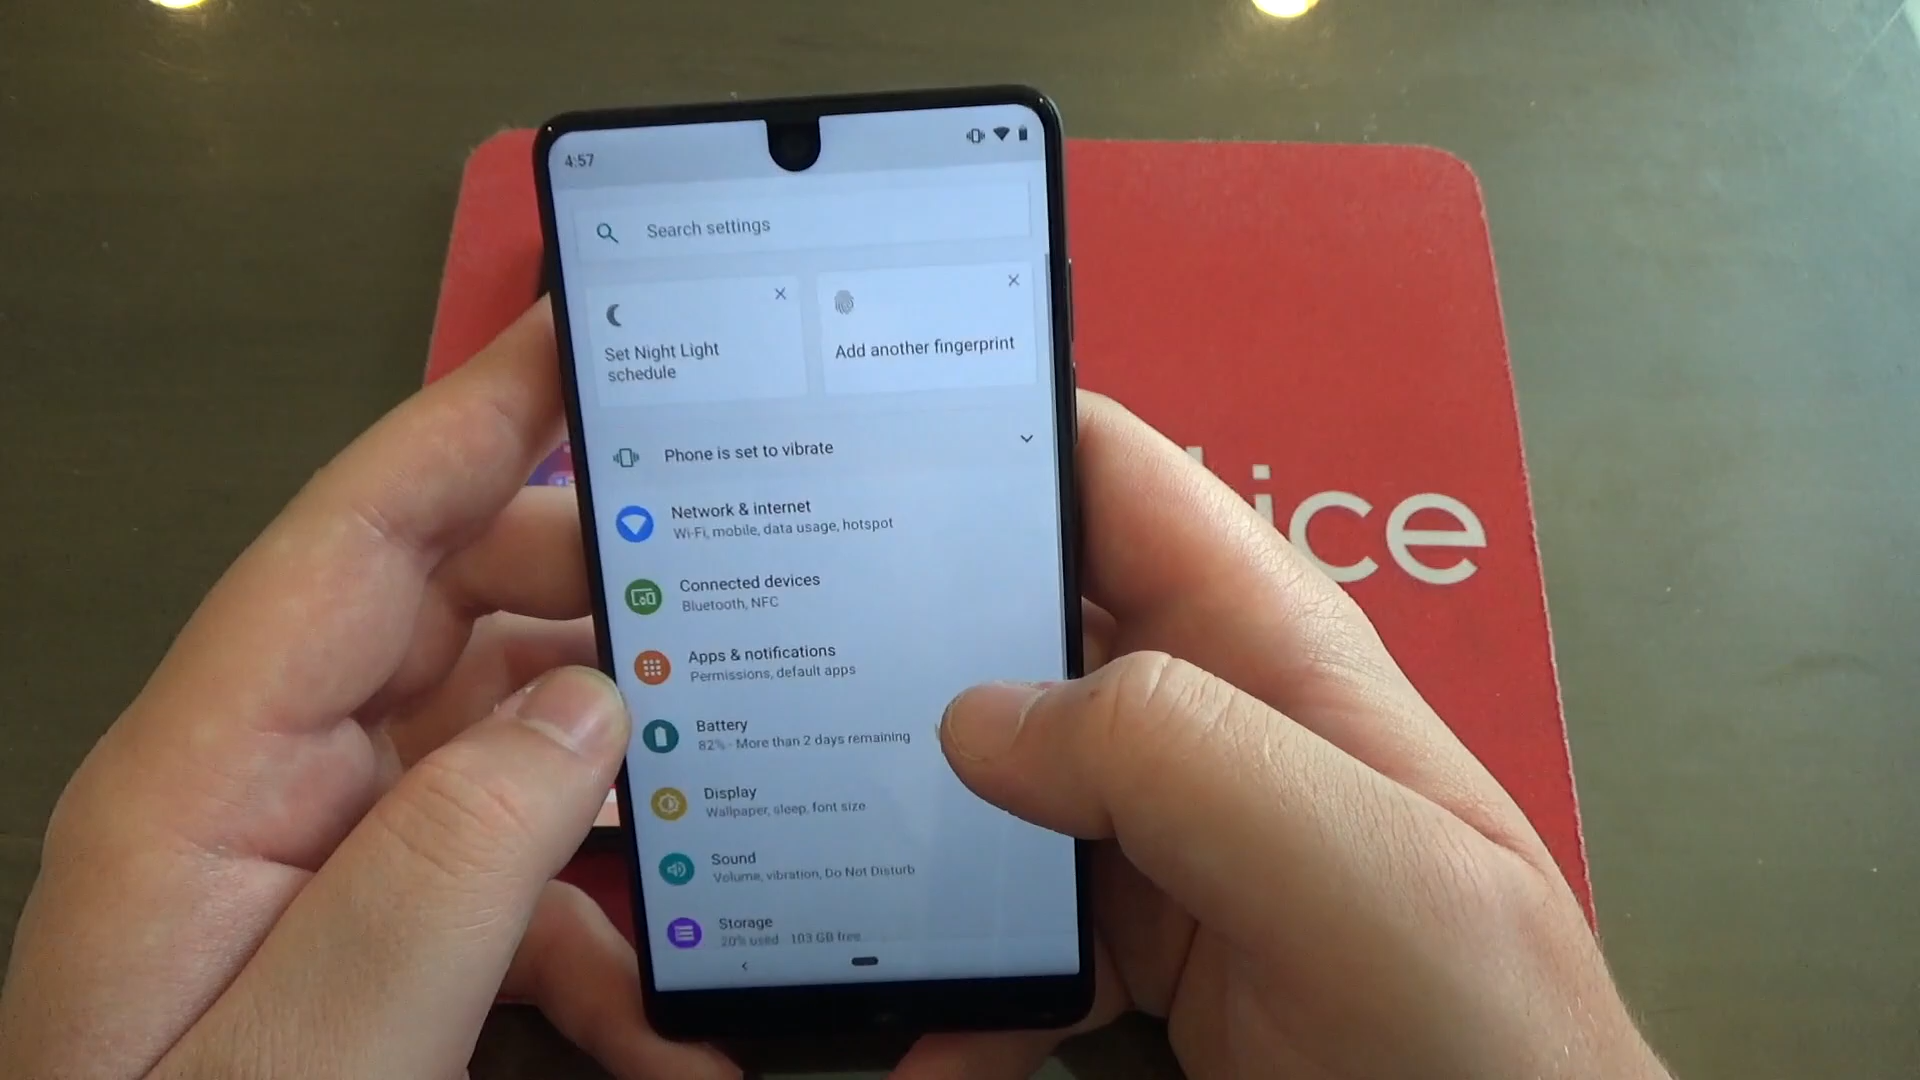 4:57
Search settings
Set Night Light
schedule
Add another fingerprint
Phone is set to vibrate
Network & internet
Wi-Fi, mobile, data usage, hotspot
Connected devices
Bluetooth, NFC
Apps & notifications
Permissions, default apps
Battery
82% - More than 2 days remaining
Display
Wallpaper, sleep, font size
Sound
Volume, vibration, Do Not Disturb
Storage
20% used 103 GB free
ice